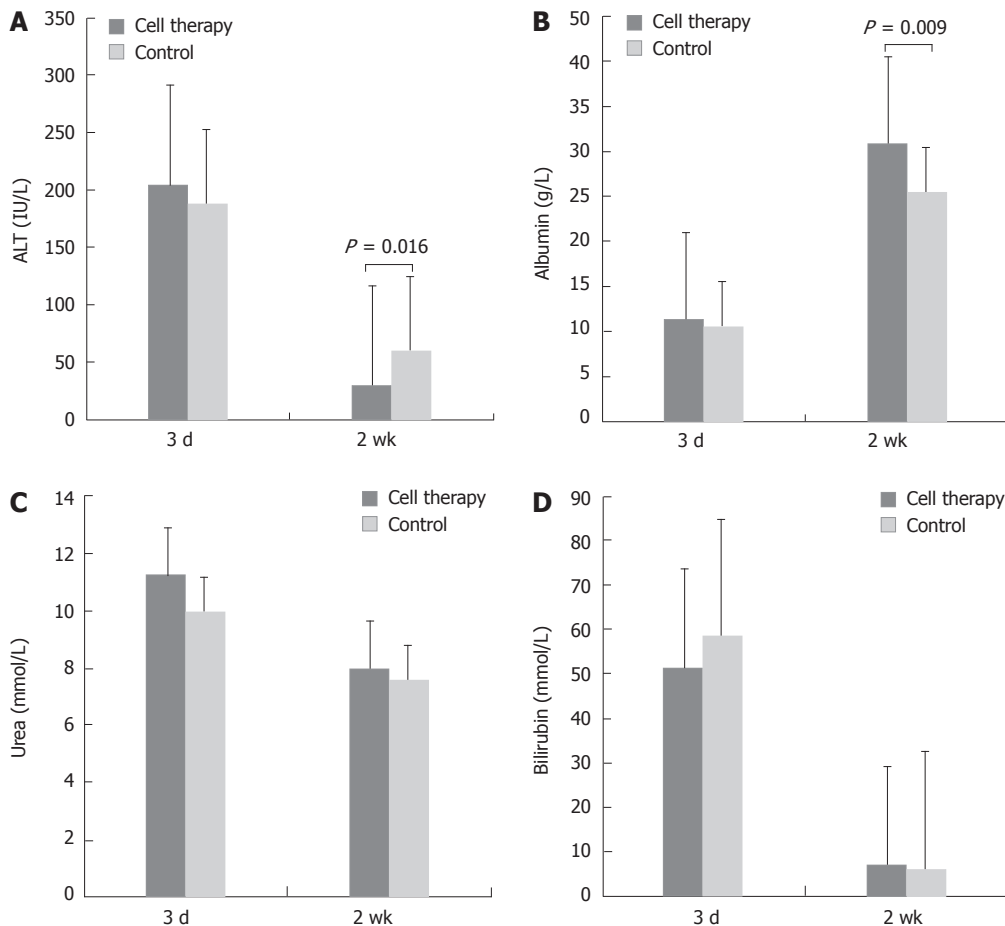 A
Cell therapy
Control
350
300
250
200
150
100
50
0
ALT (IU/L)
P = 0.016
3 d
2 wk
B
Cell therapy
Control
P = 0.009
50
45
40
35
30
25
20
15
10
5
0
Albumin (g/L)
3 d
2 wk
C
Cell therapy
Control
14
12
10
8
6
4
2
0
Urea (mmol/L)
3 d
2 wk
D
Cell therapy
Control
90
80
70
60
50
40
30
20
10
0
Bilirubin (mmol/L)
3 d
2 wk